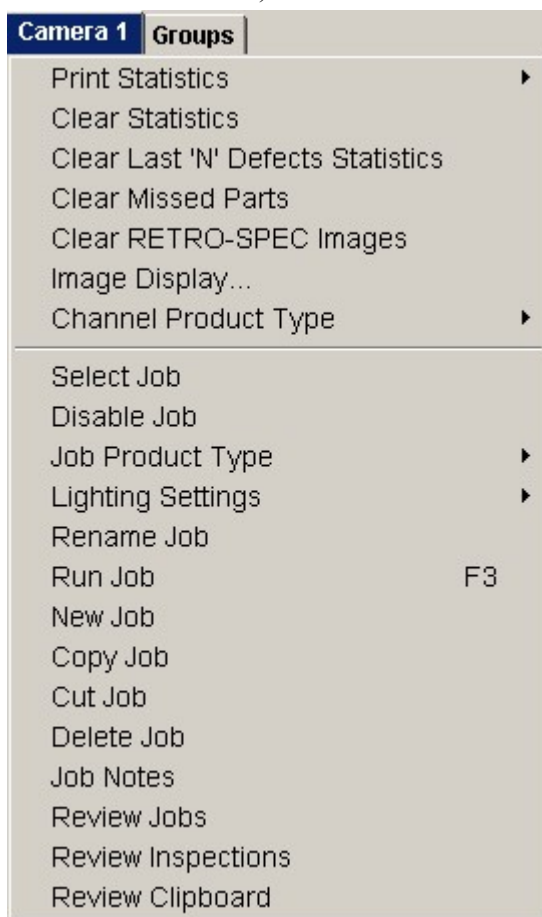 Camera 1 Groups
Print Statistics
Clear Statistics
Clear Last 'N' Defects Statistics
Clear Missed Parts
Clear RETRO-SPEC Images
Image Display...
Channel Product Type
Select Job
Disable Job
Job Product Type
Lighting Settings
Rename Job
Run Job F3
New Job
Copy Job
Cut Job
Delete Job
Job Notes
Review Jobs
Review Inspections
Review Clipboard